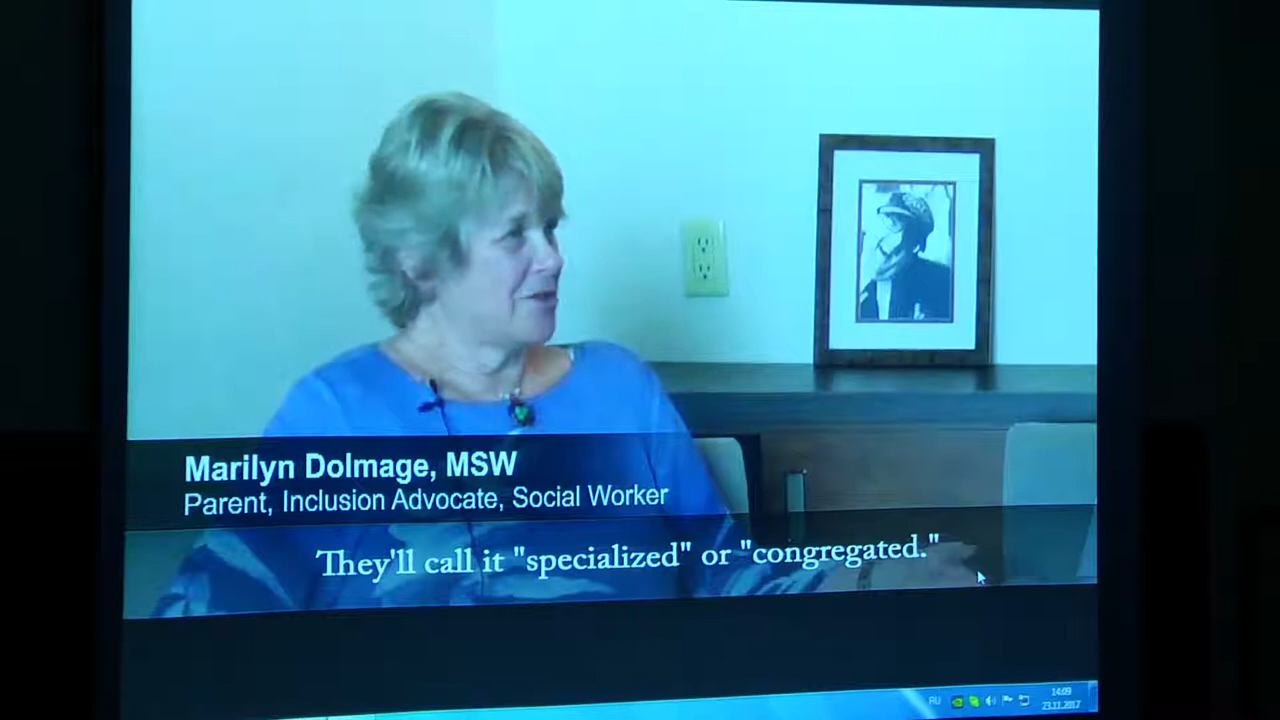 Marilyn Dolmage, MSW
Parent, Inclusion Advocate, Social Worker
They'll call it "specialized" or "congregated."
RU
14:09
23.11.2017